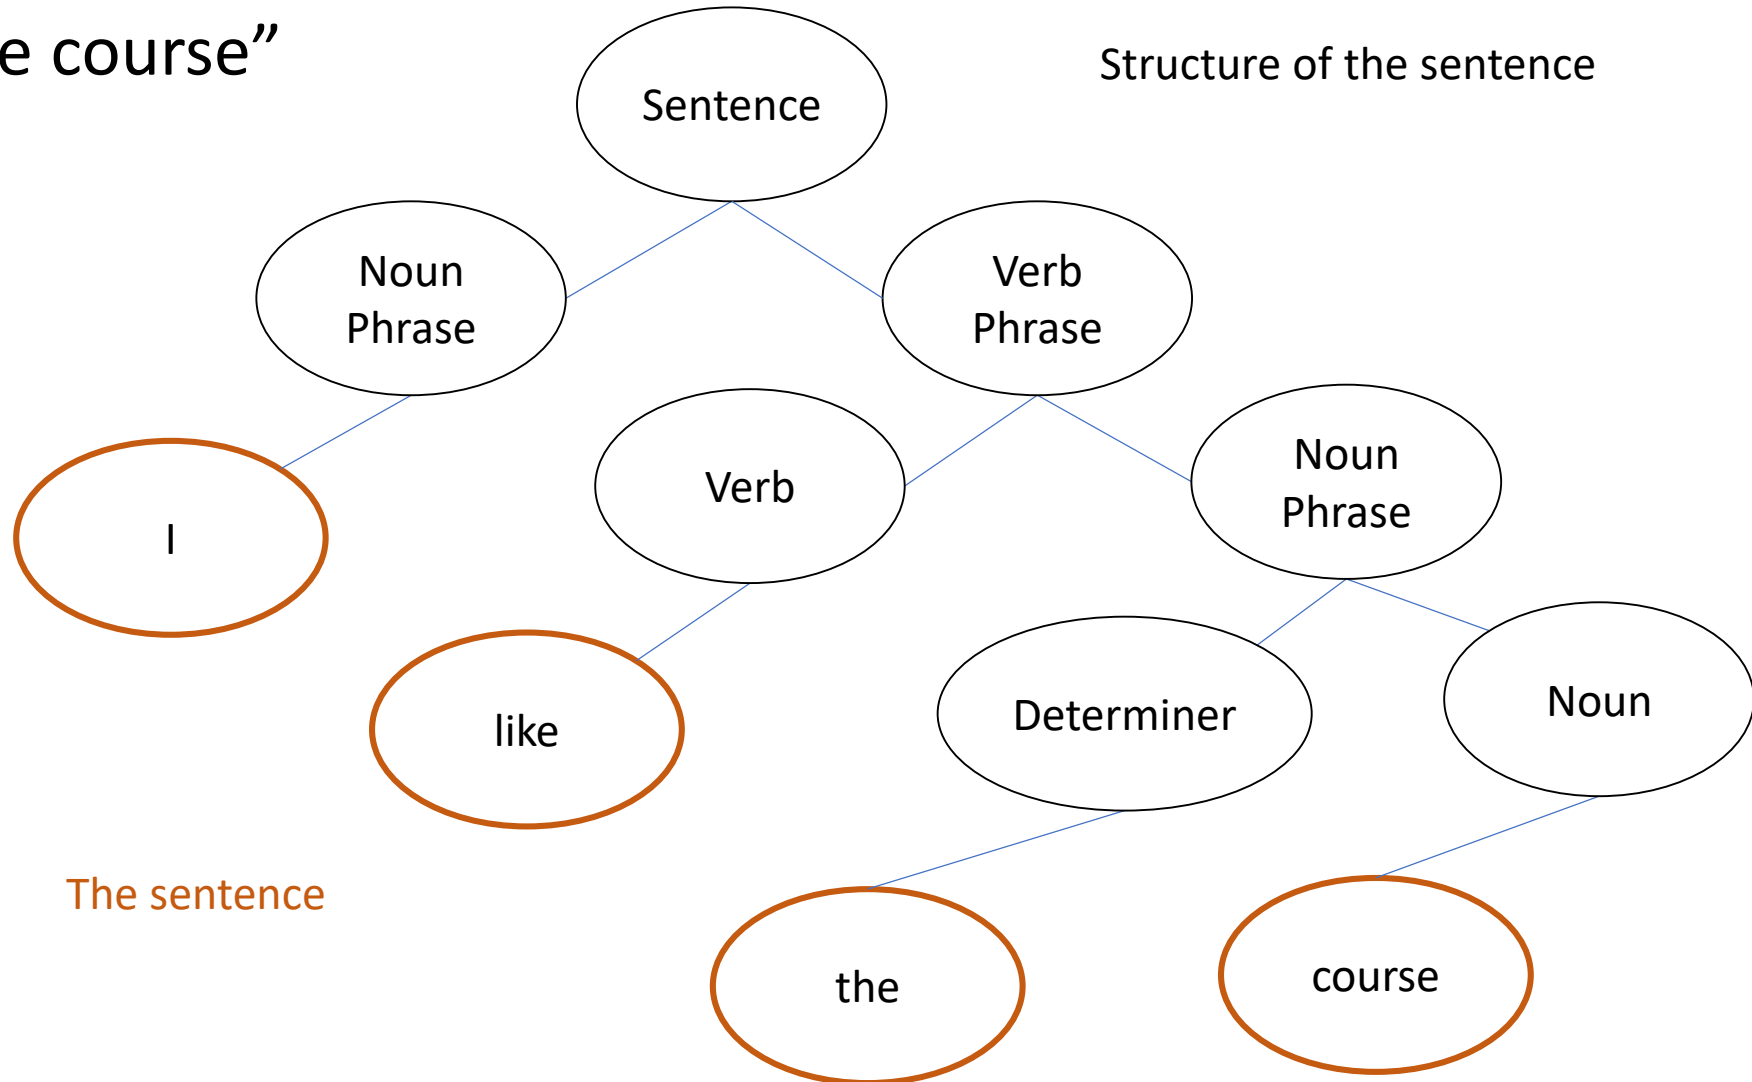 e course”
Structure of the sentence
Sentence
Noun
Phrase
Verb
Phrase
I
Verb
Noun
Phrase
like
Determiner
Noun
The sentence
the
course